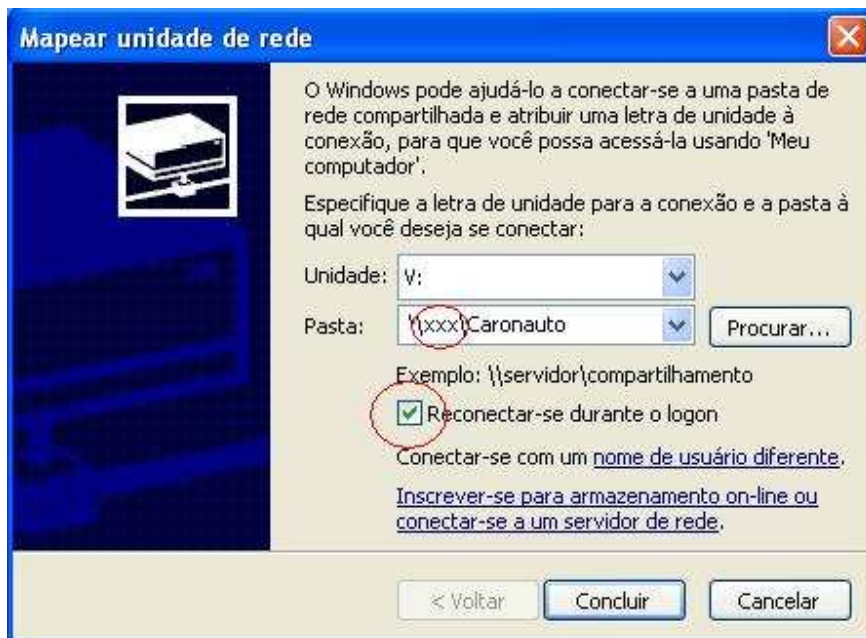 Mapear unidade de rede
O Windows pode ajudá-lo a conectar-se a uma pasta de
rede compartilhada e atribuir uma letra de unidade à
conexão, para que você possa acessá-la usando 'Meu
computador'.
Especifique a letra de unidade para a conexão e a pasta à
qual você deseja se conectar:
Unidade: V:
Pasta: \\xxx\Caronauto Procurar...
Exemplo: \\servidor\compartilhamento
Reconectar-se durante o logon
Conectar-se com um nome de usuário diferente.
Inscrever-se para armazenamento on-line ou
conectar-se a um servidor de rede.
< Voltar Concluir Cancelar